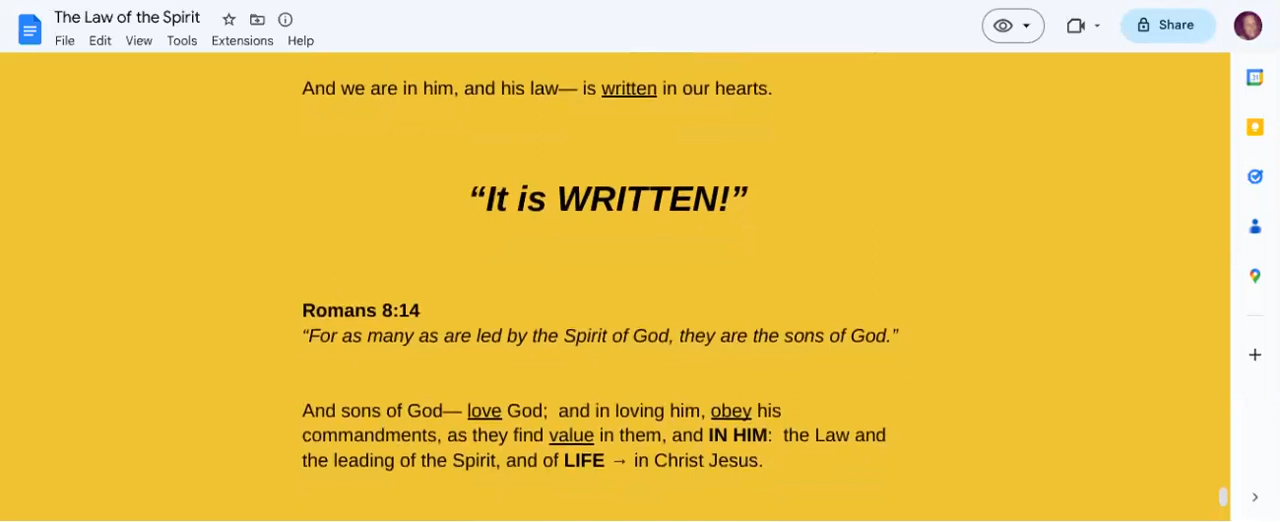 The Law of the Spirit
File Edit View Tools Extensions Help
Share
31
And we are in him, and his law— is written in our hearts.
“It is WRITTEN!”
Romans 8:14
“For as many as are led by the Spirit of God, they are the sons of God.”
And sons of God— love God;  and in loving him, obey his
commandments, as they find value in them, and IN HIM:  the Law and
the leading of the Spirit, and of LIFE → in Christ Jesus.